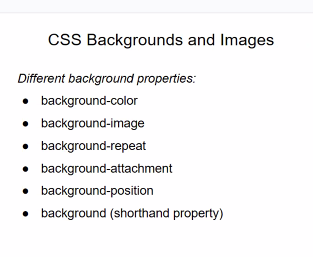 CSS Backgrounds and Images
Different background properties:
● background-color
● background-image
● background-repeat
● background-attachment
● background-position
● background (shorthand property)